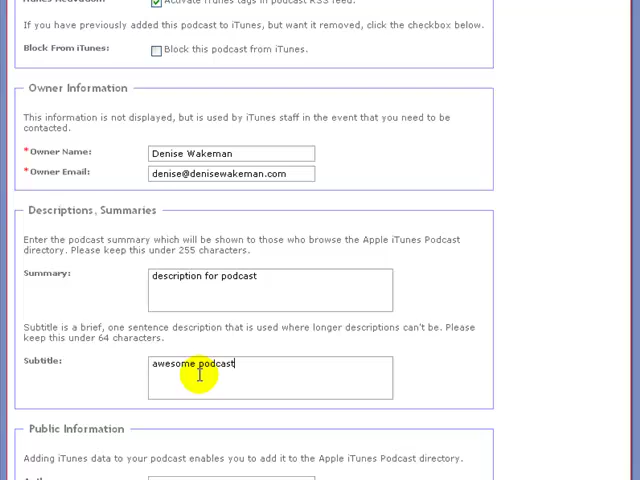 Activate iTunes tags in podcast RSS feed.
If you have previously added this podcast to iTunes, but want it removed, click the checkbox below.
Block From iTunes: Block this podcast from iTunes.
Owner Information
This information is not displayed, but is used by iTunes staff in the event that you need to be
contacted.
*Owner Name: Denise Wakeman
*Owner Email: denise@denisewakeman.com
Descriptions, Summaries
Enter the podcast summary which will be shown to those who browse the Apple iTunes Podcast
directory. Please keep this under 255 characters.
Summary: description for podcast
Subtitle is a brief, one sentence description that is used where longer descriptions can't be. Please
keep this under 64 characters.
Subtitle: awesome podcast
Public Information
Adding iTunes data to your podcast enables you to add it to the Apple iTunes Podcast directory.